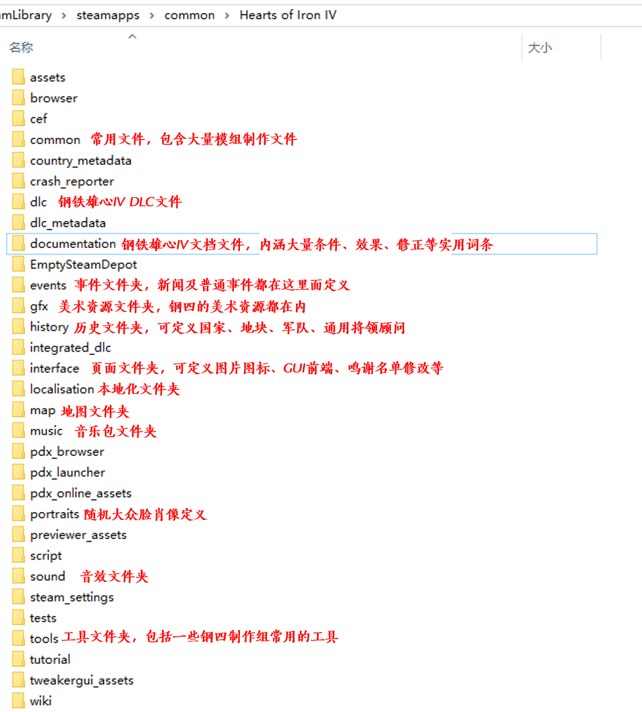 amLibrary › steamapps › common › Hearts of Iron IV
名称 大小
assets
browser
cef
common 常用文件，包含大量模组制作文件
country_metadata
crash_reporter
dlc 钢铁雄心IV DLC文件
dlc_metadata
documentation 钢铁雄心IV文档文件，内涵大量条件、效果、修正等实用词条
EmptySteamDepot
events 事件文件夹，新闻及普通事件都在这里面定义
gfx 美术资源文件夹，钢四的美术资源都在内
history 历史文件夹，可定义国家、地块、军队、通用将领顾问
integrated_dlc
interface 页面文件夹，可定义图片图标、GUI前端、鸣谢名单修改等
localisation 本地化文件夹
map 地图文件夹
music 音乐包文件夹
pdx_browser
pdx_launcher
pdx_online_assets
portraits 随机大众脸肖像定义
previewer_assets
script
sound 音效文件夹
steam_settings
tests
tools 工具文件夹，包括一些钢四制作组常用的工具
tutorial
tweakergui_assets
wiki